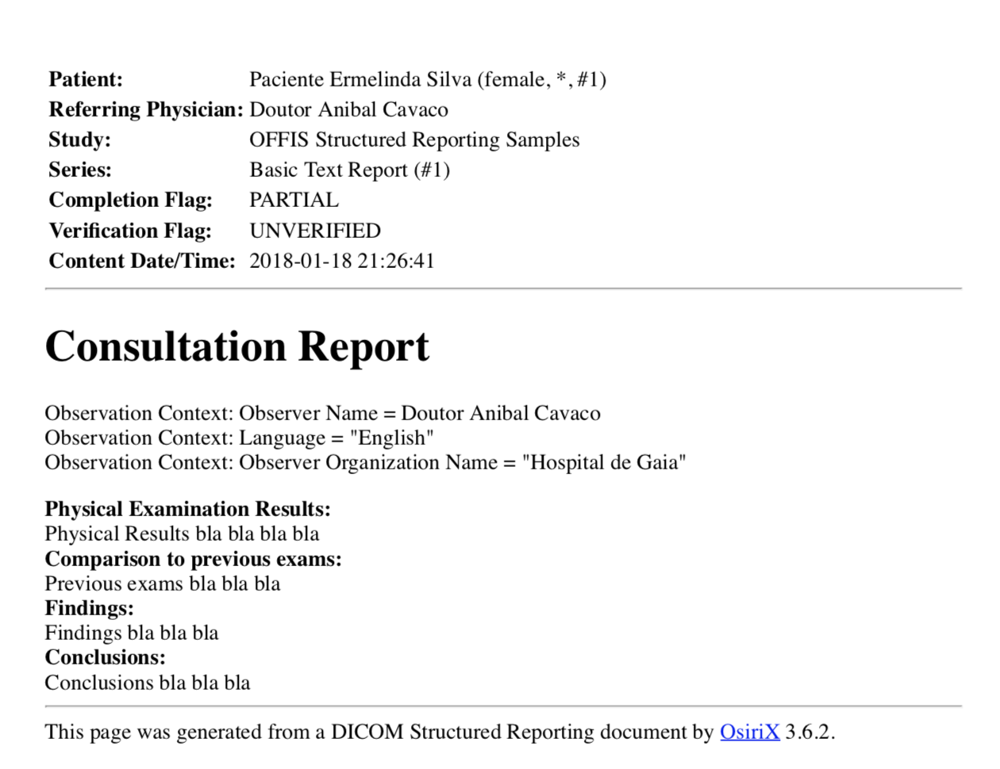 Patient: Paciente Ermelinda Silva (female, *, #1)
Referring Physician: Doutor Anibal Cavaco
Study: OFFIS Structured Reporting Samples
Series: Basic Text Report (#1)
Completion Flag: PARTIAL
Verification Flag: UNVERIFIED
Content Date/Time: 2018-01-18 21:26:41
Consultation Report
Observation Context: Observer Name = Doutor Anibal Cavaco
Observation Context: Language = "English"
Observation Context: Observer Organization Name = "Hospital de Gaia"
Physical Examination Results:
Physical Results bla bla bla bla
Comparison to previous exams:
Previous exams bla bla bla
Findings:
Findings bla bla bla
Conclusions:
Conclusions bla bla bla
This page was generated from a DICOM Structured Reporting document by OsiriX 3.6.2.